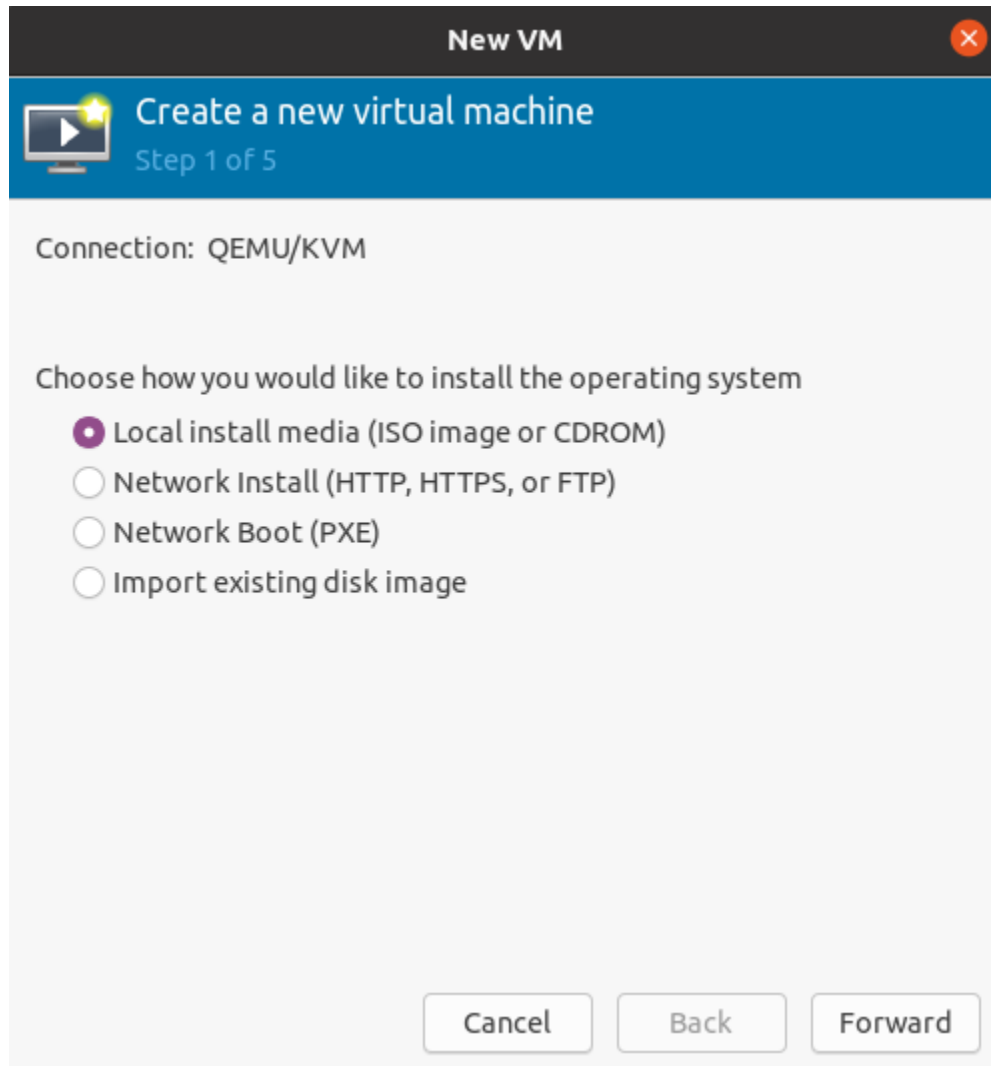 New VM
Create a new virtual machine
Step 1 of 5
Connection: QEMU/KVM
Choose how you would like to install the operating system
Local install media (ISO image or CDROM)
Network Install (HTTP, HTTPS, or FTP)
Network Boot (PXE)
Import existing disk image
Cancel Back Forward